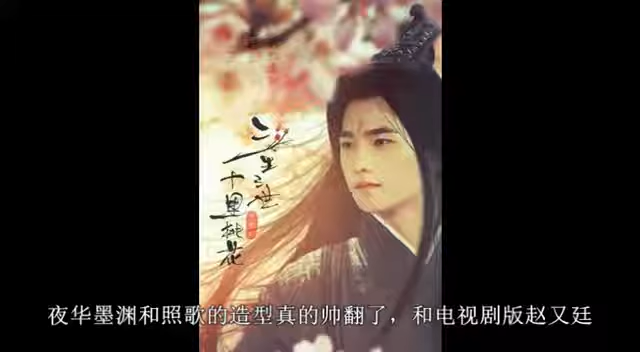 三生三世
十里桃花
夜华墨渊和照歌的造型真的帅翻了，和电视剧版赵又廷